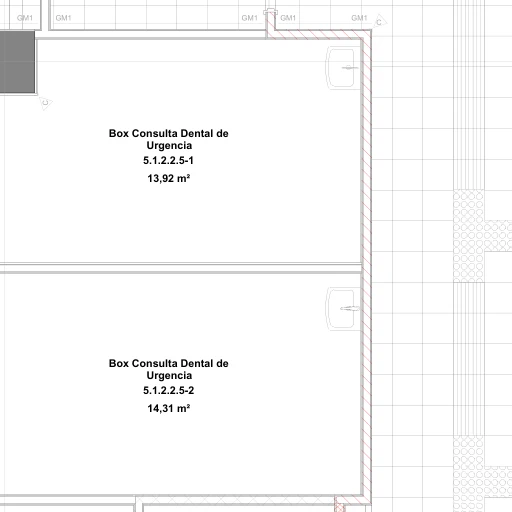 GM1 GM1 GM1 GM1 GM1
C
C
Box Consulta Dental de
Urgencia
5.1.2.2.5-1
13,92 m²
Box Consulta Dental de
Urgencia
5.1.2.2.5-2
14,31 m²